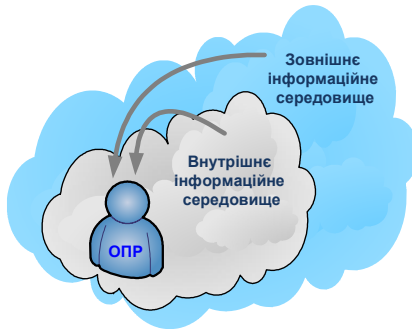 Зовнішнє
інформаційне
середовище
Внутрішнє
інформаційне
середовище
ОПР